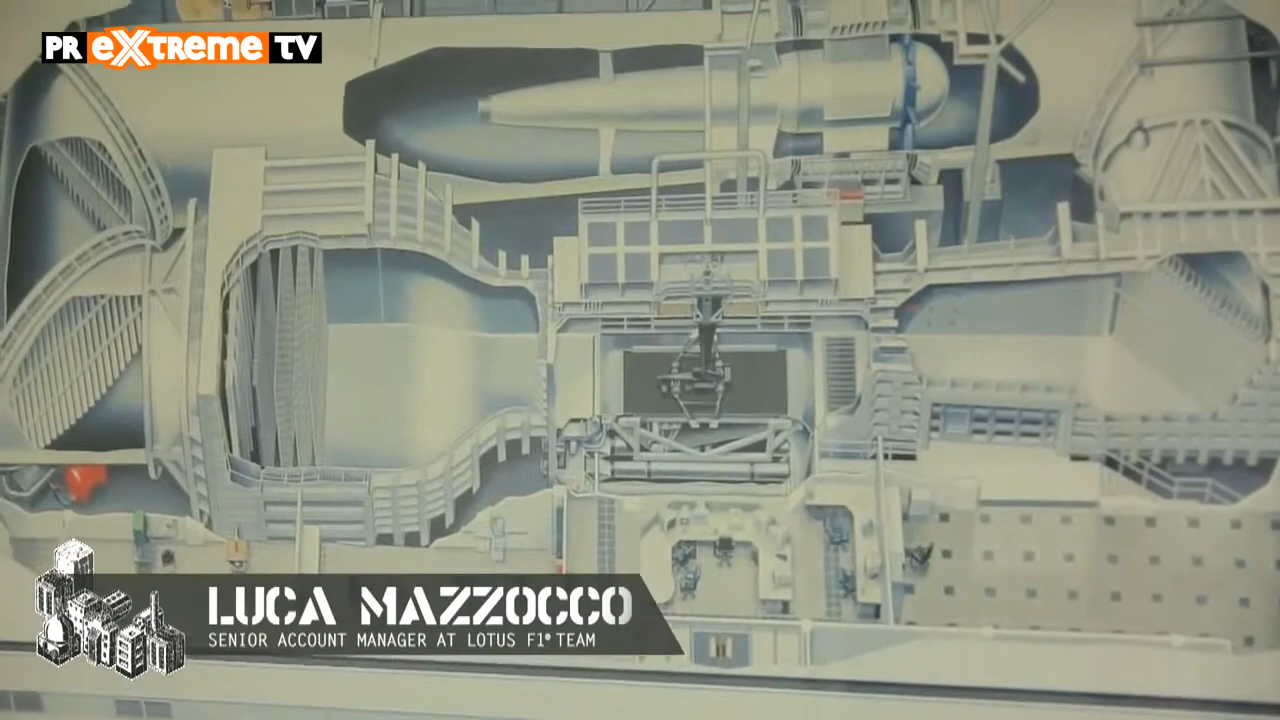 PR eXtreme TV
LUCA MAZZOCCO
SENIOR ACCOUNT MANAGER AT LOTUS F1® TEAM